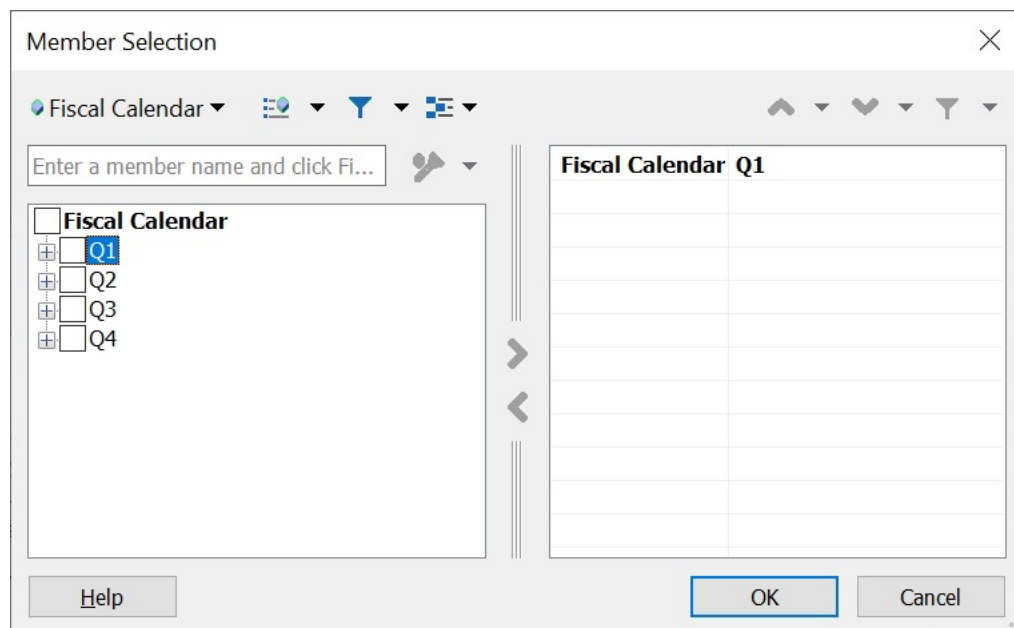 Member Selection
Fiscal Calendar
Enter a member name and click Fi...
Fiscal Calendar
Q1
Q2
Q3
Q4
Fiscal Calendar Q1
Help
OK
Cancel